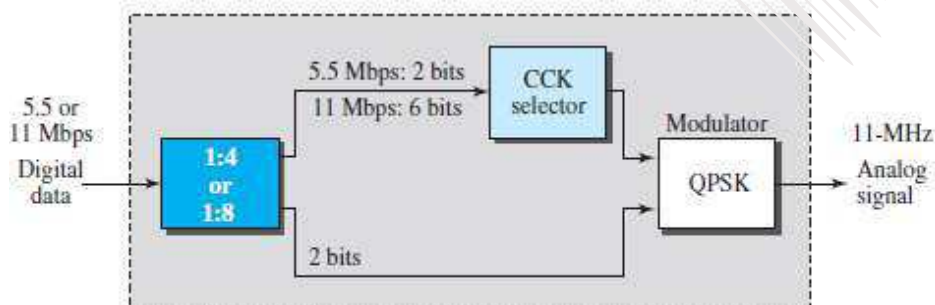 5.5 or
11 Mbps
Digital
data
1:4
or
1:8
5.5 Mbps: 2 bits
11 Mbps: 6 bits
CCK
selector
2 bits
Modulator
QPSK
11-MHz
Analog
signal